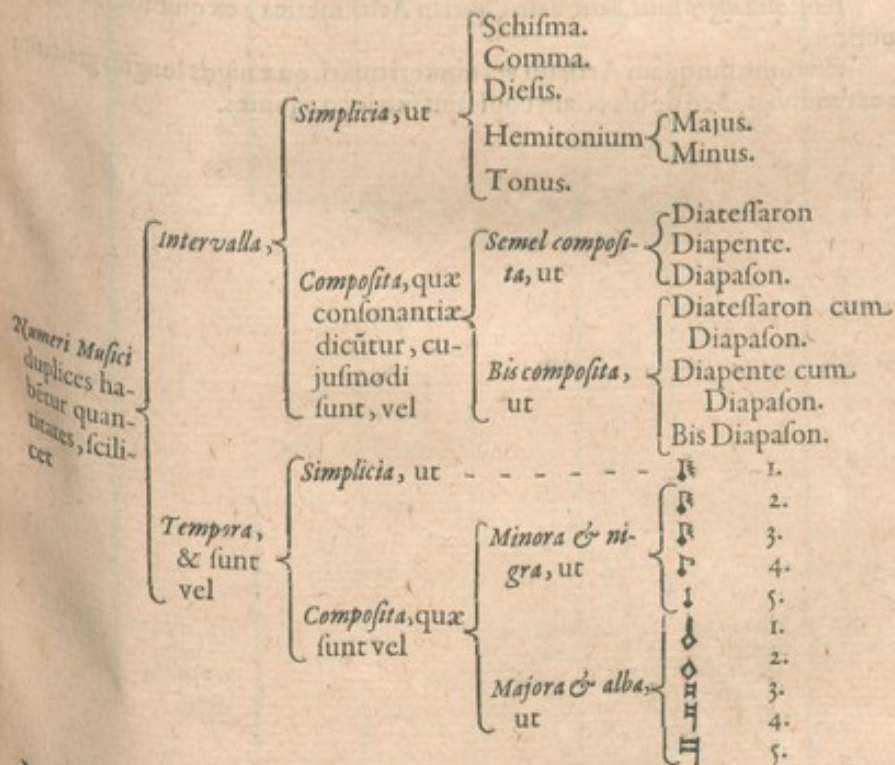 Numeri Muſici
duplices ha-
bẽtur quan-
titates, ſcili-
cet
Intervalla,
Simplicia, ut
Schiſma.
Comma.
Dieſis.
Hemitonium
Majus.
Minus.
Tonus.
Compoſita, quæ
conſonantiæ
dicũtur, cu-
juſmodi
ſunt, vel
Semel compoſi-
ta, ut
Diateſſaron
Diapente.
Diapaſon.
Bis compoſita,
ut
Diateſſaron cum
Diapaſon.
Diapente cum
Diapaſon.
Bis Diapaſon.
Tempora,
& ſunt
vel
Simplicia, ut - - - - - - 1.
Compoſita, quæ
ſunt vel
Minora & ni-
gra, ut
2.
3.
4.
5.
Majora & alba,
ut
1.
2.
3.
4.
5.